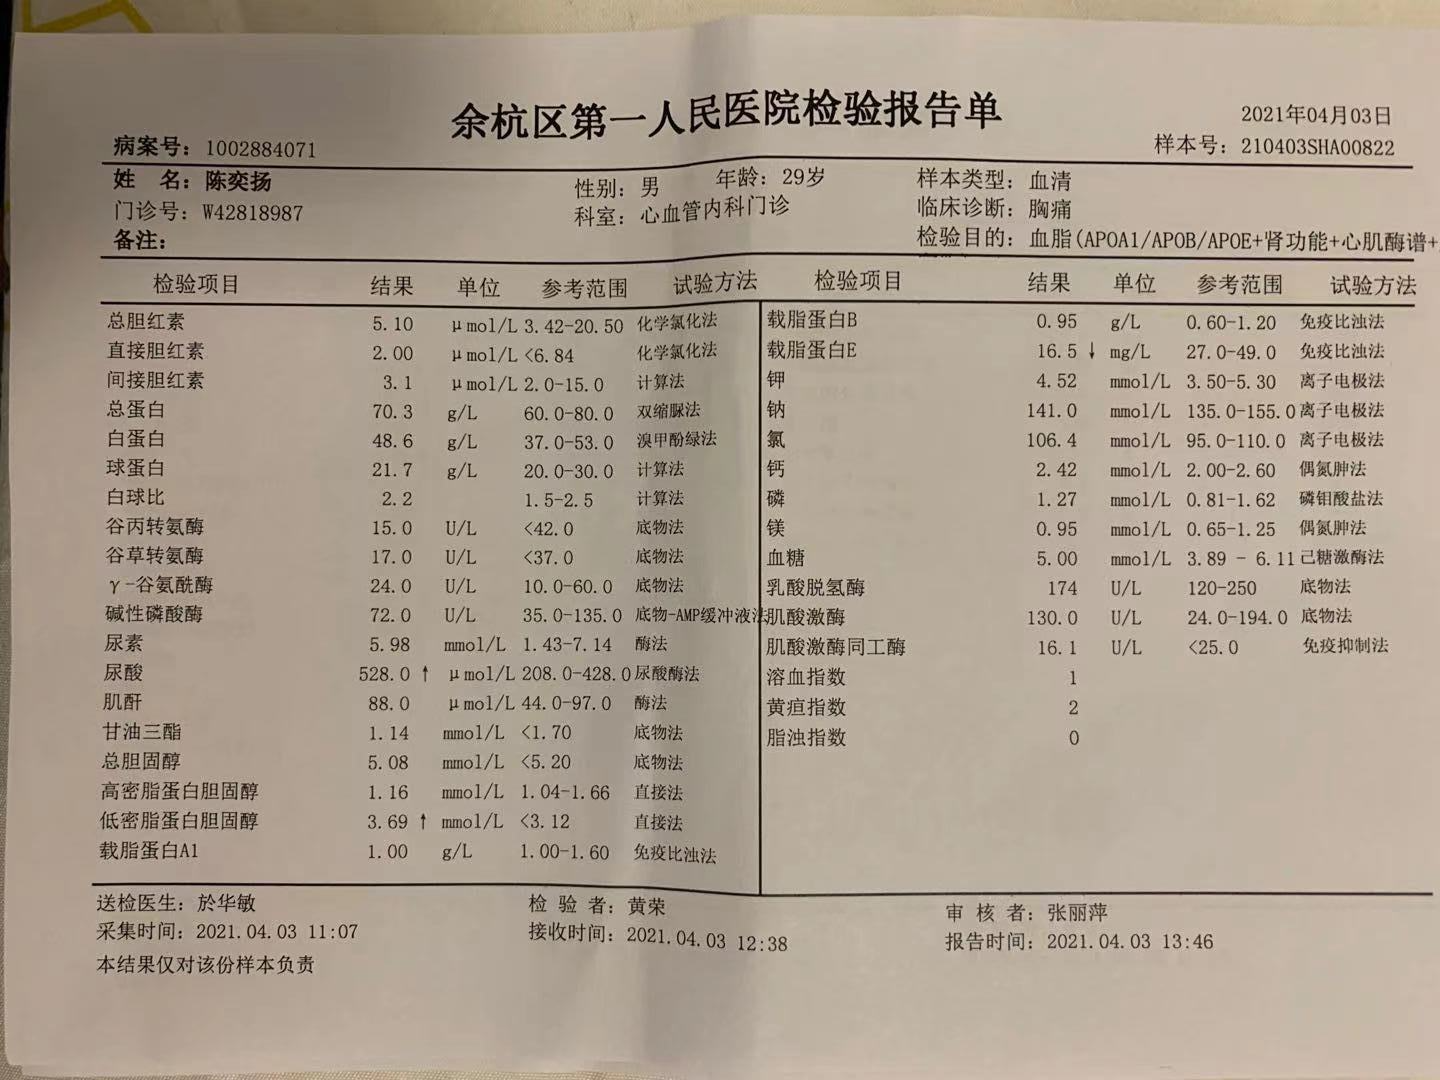 余杭区第一人民医院检验报告单
2021年04月03日
病案号：1002884071
样本号：210403SHA00822
姓 名：陈奕扬 性别：男 年龄：29岁 样本类型：血清
门诊号：W42818987 科室：心血管内科门诊 临床诊断：胸痛
备注： 检验目的：血脂(APOA1/APOB/APOE+肾功能+心肌酶谱+
检验项目 结果 单位 参考范围 试验方法
总胆红素 5.10 μmol/L 3.42-20.50 化学氯化法
直接胆红素 2.00 μmol/L <6.84 化学氯化法
间接胆红素 3.1 μmol/L 2.0-15.0 计算法
总蛋白 70.3 g/L 60.0-80.0 双缩脲法
白蛋白 48.6 g/L 37.0-53.0 溴甲酚绿法
球蛋白 21.7 g/L 20.0-30.0 计算法
白球比 2.2 1.5-2.5 计算法
谷丙转氨酶 15.0 U/L <42.0 底物法
谷草转氨酶 17.0 U/L <37.0 底物法
γ-谷氨酰酶 24.0 U/L 10.0-60.0 底物法
碱性磷酸酶 72.0 U/L 35.0-135.0 底物-AMP缓冲液法
尿素 5.98 mmol/L 1.43-7.14 酶法
尿酸 528.0 ↑ μmol/L 208.0-428.0 尿酸酶法
肌酐 88.0 μmol/L 44.0-97.0 酶法
甘油三酯 1.14 mmol/L <1.70 底物法
总胆固醇 5.08 mmol/L <5.20 底物法
高密脂蛋白胆固醇 1.16 mmol/L 1.04-1.66 直接法
低密脂蛋白胆固醇 3.69 ↑ mmol/L <3.12 直接法
载脂蛋白A1 1.00 g/L 1.00-1.60 免疫比浊法
检验项目 结果 单位 参考范围 试验方法
载脂蛋白B 0.95 g/L 0.60-1.20 免疫比浊法
载脂蛋白E 16.5 ↓ mg/L 27.0-49.0 免疫比浊法
钾 4.52 mmol/L 3.50-5.30 离子电极法
钠 141.0 mmol/L 135.0-155.0 离子电极法
氯 106.4 mmol/L 95.0-110.0 离子电极法
钙 2.42 mmol/L 2.00-2.60 偶氮胂法
磷 1.27 mmol/L 0.81-1.62 磷钼酸盐法
镁 0.95 mmol/L 0.65-1.25 偶氮胂法
血糖 5.00 mmol/L 3.89 - 6.11 己糖激酶法
乳酸脱氢酶 174 U/L 120-250 底物法
肌酸激酶 130.0 U/L 24.0-194.0 底物法
肌酸激酶同工酶 16.1 U/L <25.0 免疫抑制法
溶血指数 1
黄疸指数 2
脂浊指数 0
送检医生：於华敏 检 验 者：黄荣 审 核 者：张丽萍
采集时间：2021.04.03 11:07 接收时间：2021.04.03 12:38 报告时间：2021.04.03 13:46
本结果仅对该份样本负责